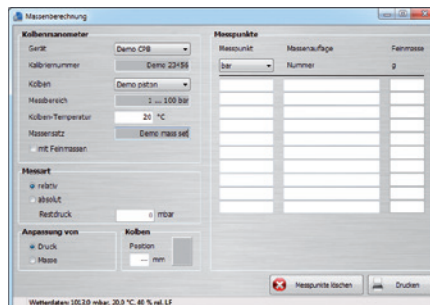 Massenberechnung
Kolbenmanometer
Gerät Demo CPB
Kalibriernummer Demo 23456
Kolben Demo piston
Messbereich 1 ... 100 bar
Kolben-Temperatur 20 °C
Massensatz Demo mass set
mit Feinmassen
Messart
relativ
absolut
Restdruck 0 mbar
Anpassung von
Druck
Masse
Kolben
Position
--- mm
Messpunkte
Messpunkt Massenauflage Feinmasse
bar Nummer g
Messpunkte löschen
Drucken
Wetterdaten: 1013,0 mbar, 20,0 °C, 40 % rel. LF